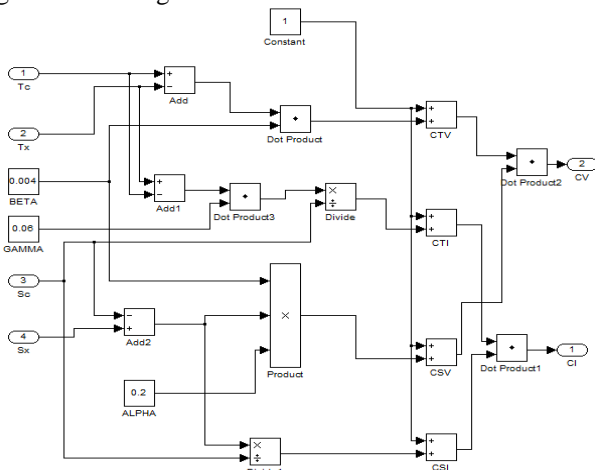 1
Constant
1
Tc
Add
2
Tx
Dot Product
CTV
2
CV
Dot Product2
0.004
BETA
Add1
Dot Product3
Divide
0.06
GAMMA
CTI
3
Sc
4
Sx
Add2
Product
CSV
1
CI
Dot Product1
0.2
ALPHA
CSI